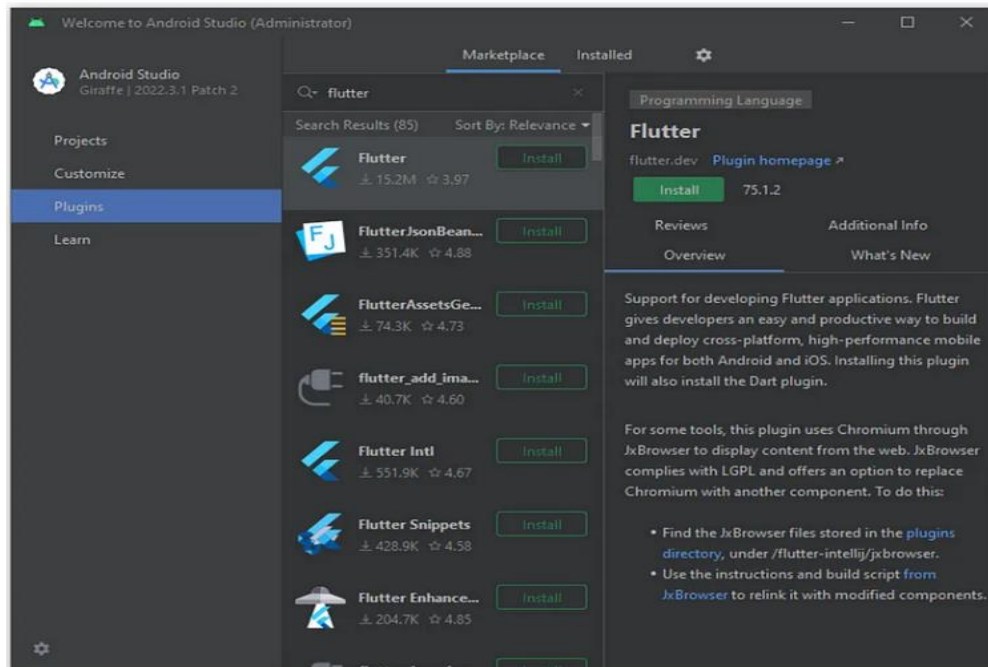 Welcome to Android Studio (Administrator)
Android Studio
Giraffe | 2022.3.1 Patch 2
Projects
Customize
Plugins
Learn
Marketplace
Installed
flutter
Search Results (85)
Sort By: Relevance
Flutter
Install
15.2M 3.97
FJ
FlutterJsonBean...
Install
351.4K 4.88
FlutterAssetsGe...
Install
74.3K 4.73
flutter_add_ima...
Install
40.7K 4.60
Flutter Intl
Install
551.9K 4.67
Flutter Snippets
Install
428.9K 4.58
Flutter Enhance...
Install
204.7K 4.85
Programming Language
Flutter
flutter.dev Plugin homepage ↗
Install 75.1.2
Reviews
Additional Info
Overview
What's New
Support for developing Flutter applications. Flutter
gives developers an easy and productive way to build
and deploy cross-platform, high-performance mobile
apps for both Android and iOS. Installing this plugin
will also install the Dart plugin.
For some tools, this plugin uses Chromium through
JxBrowser to display content from the web. JxBrowser
complies with LGPL and offers an option to replace
Chromium with another component. To do this:
• Find the JxBrowser files stored in the plugins
directory, under /flutter-intellij/jxbrowser.
• Use the instructions and build script from
JxBrowser to relink it with modified components.